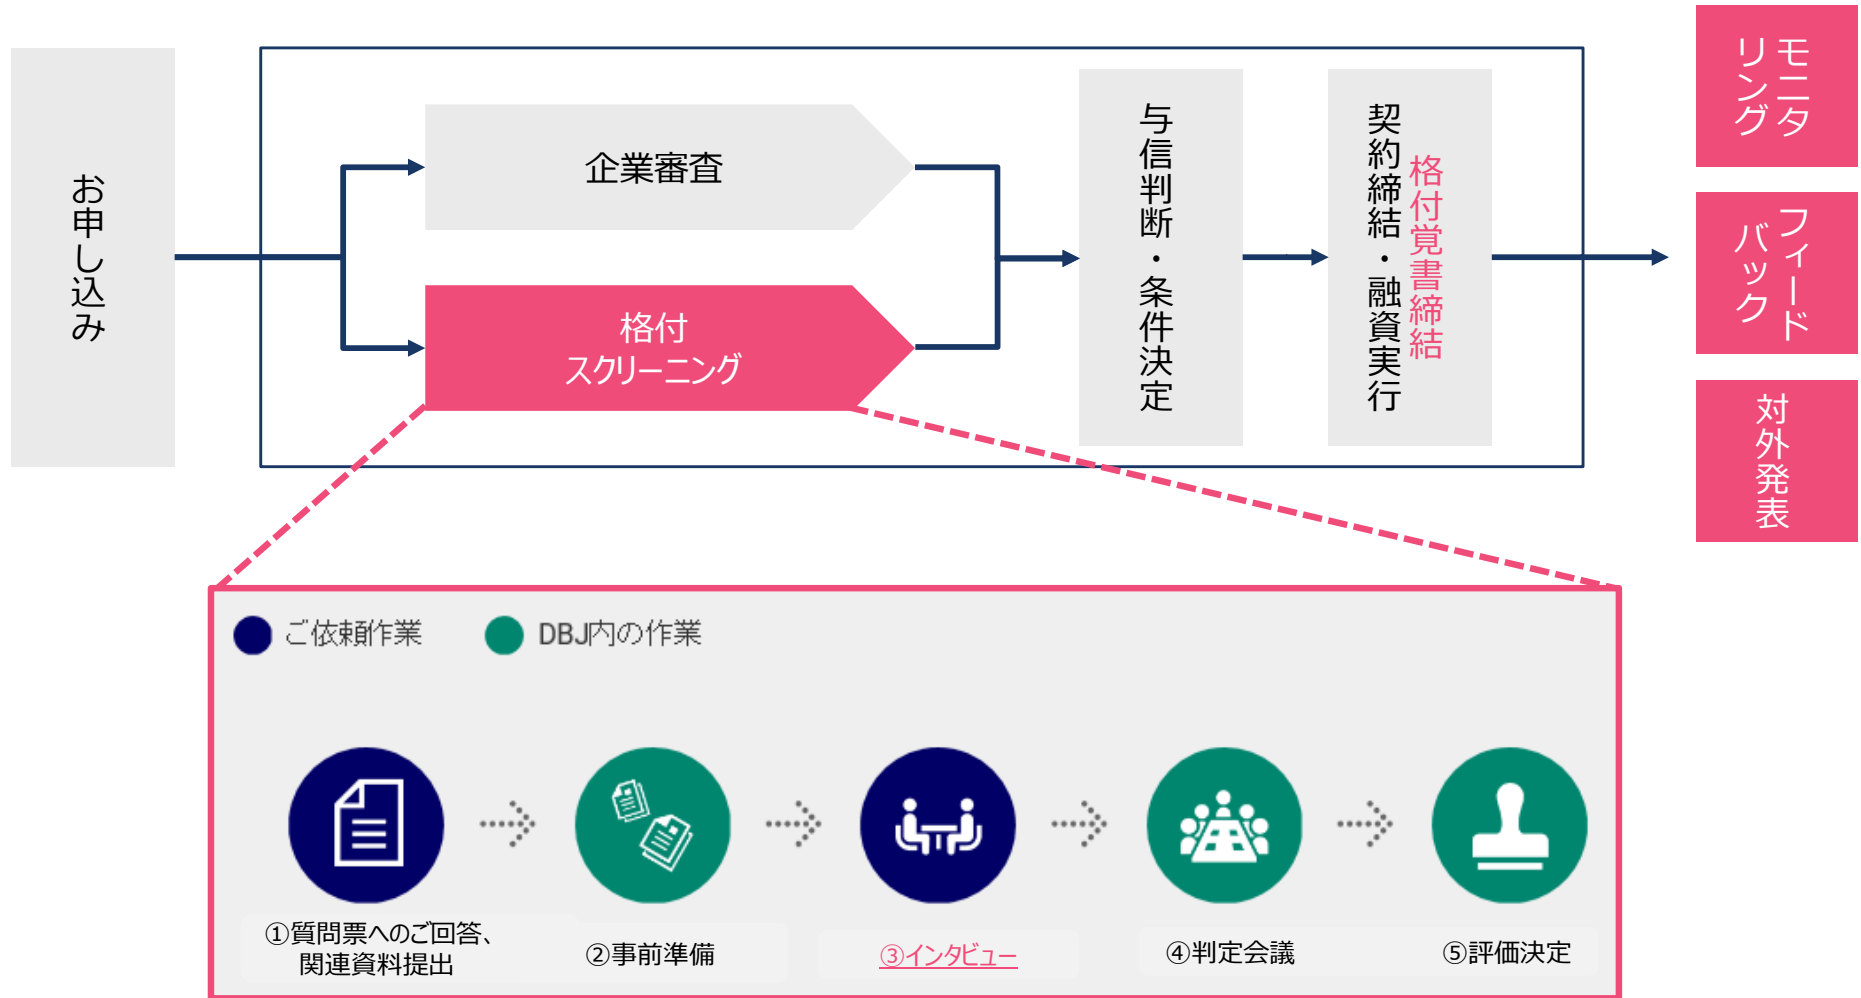 お申し込み
企業審査
格付
スクリーニング
与信判断・条件決定
契約締結・融資実行
格付覚書締結
モニタ
リング
フィード
バック
対外発表
ご依頼作業
DBJ内の作業
①質問票へのご回答、
関連資料提出
②事前準備
③インタビュー
④判定会議
⑤評価決定